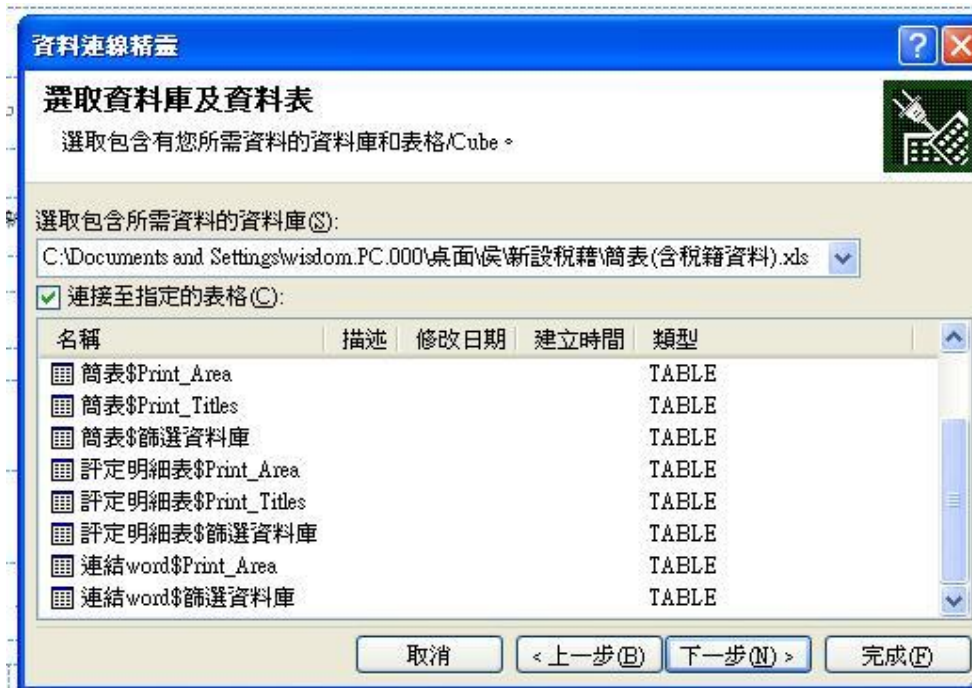 資料連線精靈
選取資料庫及資料表
選取包含有您所需資料的資料庫和表格/Cube。
選取包含所需資料的資料庫(S):
C:\Documents and Settings\wisdom.PC.000\桌面\侯\新設稅藉\簡表(含稅籍資料).xls
連接至指定的表格(C):
名稱 描述 修改日期 建立時間 類型
簡表$Print_Area TABLE
簡表$Print_Titles TABLE
簡表$篩選資料庫 TABLE
評定明細表$Print_Area TABLE
評定明細表$Print_Titles TABLE
評定明細表$篩選資料庫 TABLE
連結word$Print_Area TABLE
連結word$篩選資料庫 TABLE
取消 <上一步(B) 下一步(N)> 完成(F)